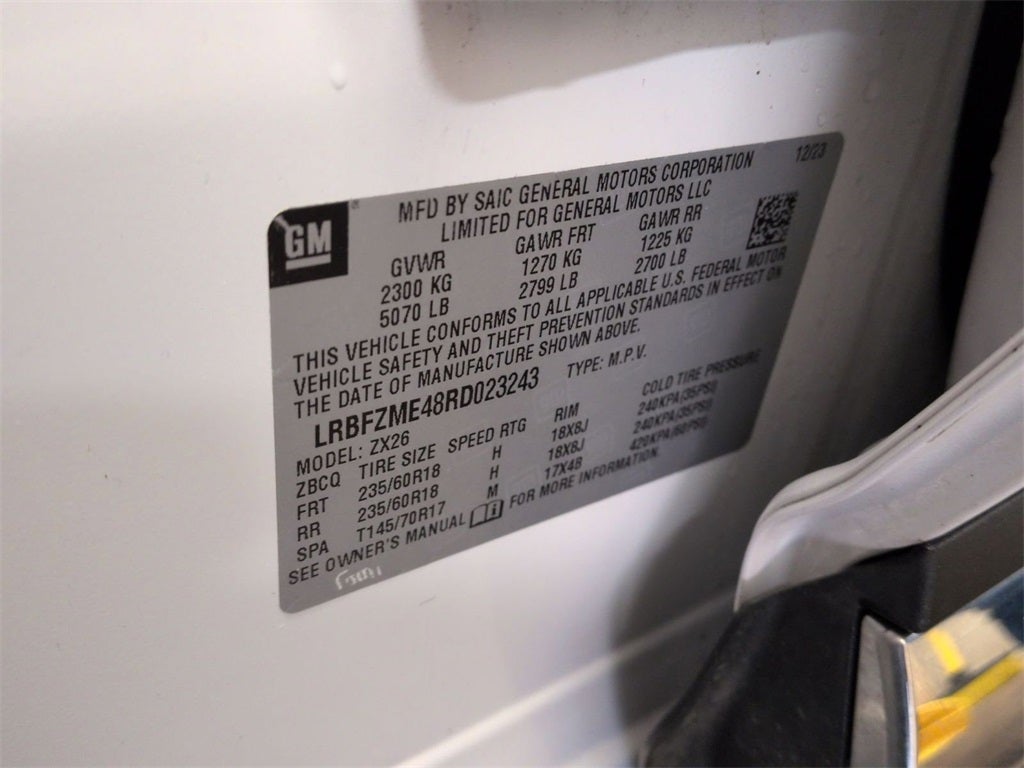 12/23
GM
MFD BY SAIC GENERAL MOTORS CORPORATION
LIMITED FOR GENERAL MOTORS LLC
GVWR GAWR FRT GAWR RR
2300 KG 1270 KG 1225 KG
5070 LB 2799 LB 2700 LB
THIS VEHICLE CONFORMS TO ALL APPLICABLE U.S. FEDERAL MOTOR
VEHICLE SAFETY AND THEFT PREVENTION STANDARDS IN EFFECT ON
THE DATE OF MANUFACTURE SHOWN ABOVE.
LRBFZME48RD023243 TYPE: M.P.V.
MODEL: ZX26
ZBCQ TIRE SIZE SPEED RTG RIM COLD TIRE PRESSURE
FRT 235/60R18 H 18X8J 240KPA(35PSI)
RR 235/60R18 H 18X8J 240KPA(35PSI)
SPA T145/70R17 M 17X4B 420KPA(60PSI)
SEE OWNER'S MANUAL FOR MORE INFORMATION.